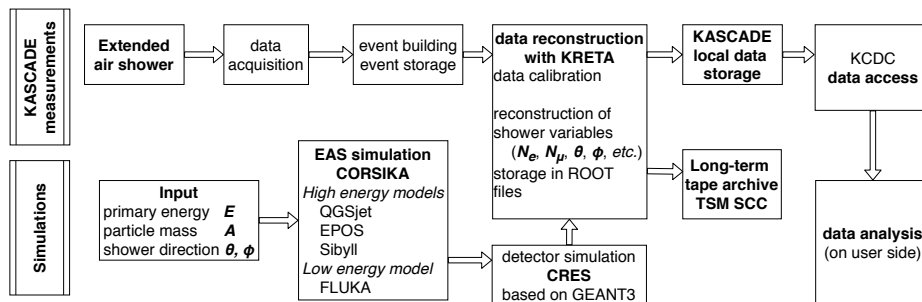 KASCADE
measurements
Extended
air shower
data
acquisition
event building
event storage
data reconstruction
with KRETA
data calibration
reconstruction of
shower variables
(Ne, Nμ, θ, ϕ, etc.)
storage in ROOT
files
KASCADE
local data
storage
KCDC
data access
Long-term
tape archive
TSM SCC
data analysis
(on user side)
Simulations
Input
primary energy E
particle mass A
shower direction θ, ϕ
EAS simulation
CORSIKA
High energy models
QGSjet
EPOS
Sibyll
Low energy model
FLUKA
detector simulation
CRES
based on GEANT3